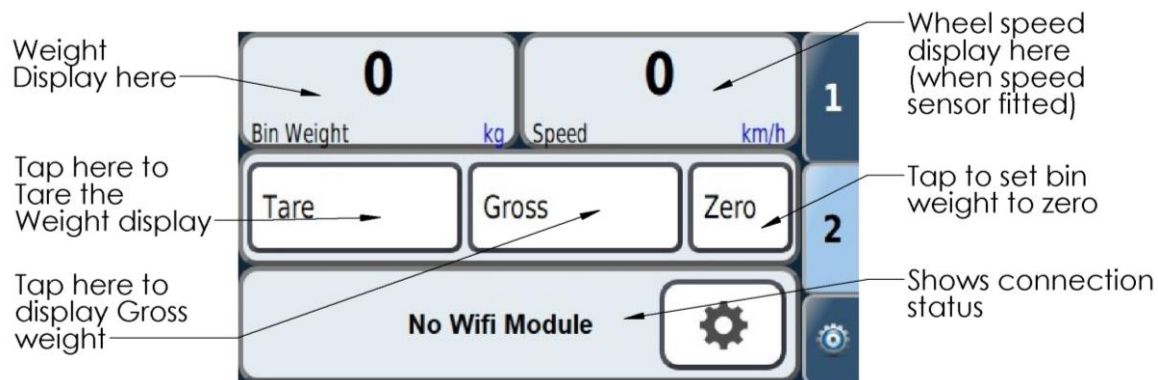 Weight
Display here
0
Bin Weight
kg
0
Speed
km/h
1
Wheel speed
display here
(when speed
sensor fitted)
Tap here to
Tare the
Weight display
Tare
Gross
Zero
2
Tap to set bin
weight to zero
Tap here to
display Gross
weight
No Wifi Module
Shows connection
status